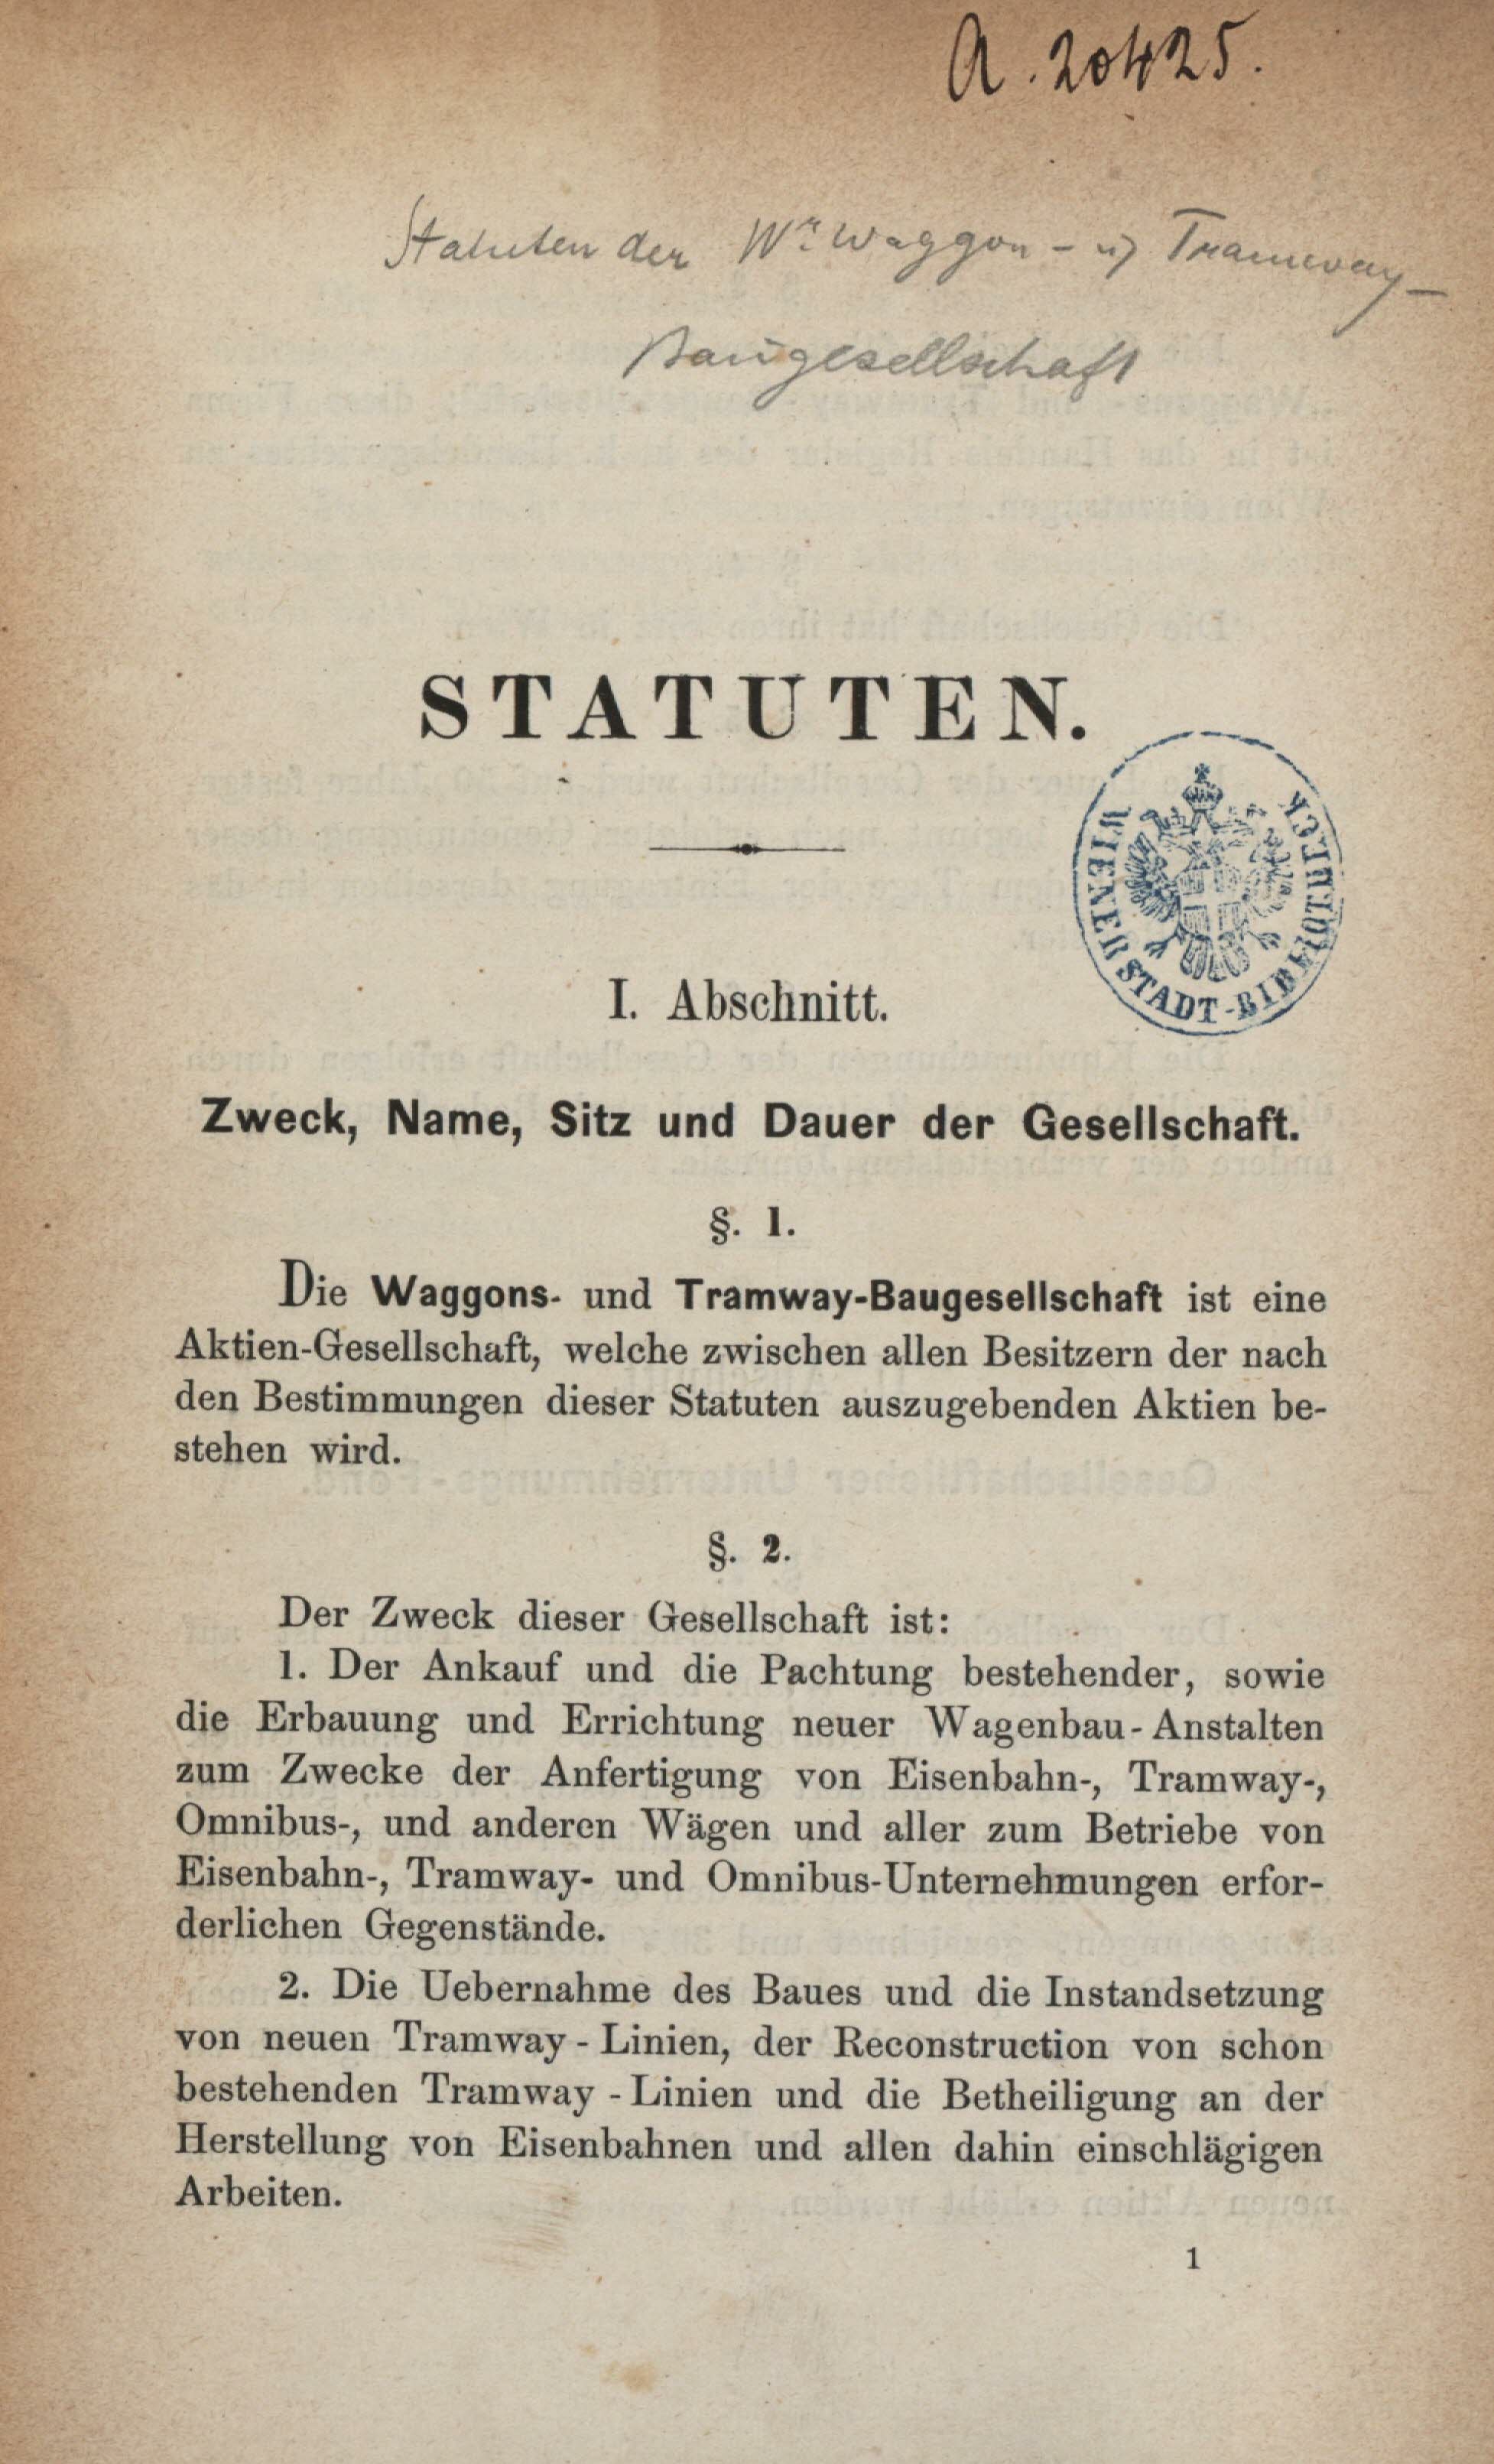 A. 20425.
Statuten der Wr. Waggon- u. Tramway-
Baugesellschaft
STATUTEN.
WIENER STADT-BIBLIOTHECK
I. Abschnitt.
Zweck, Name, Sitz und Dauer der Gesellschaft.
§. 1.
Die Waggons- und Tramway-Baugesellschaft ist eine
Aktien-Gesellschaft, welche zwischen allen Besitzern der nach
den Bestimmungen dieser Statuten auszugebenden Aktien be-
stehen wird.
§. 2.
Der Zweck dieser Gesellschaft ist:
1. Der Ankauf und die Pachtung bestehender, sowie
die Erbauung und Errichtung neuer Wagenbau-Anstalten
zum Zwecke der Anfertigung von Eisenbahn-, Tramway-,
Omnibus-, und anderen Wägen und aller zum Betriebe von
Eisenbahn-, Tramway- und Omnibus-Unternehmungen erfor-
derlichen Gegenstände.
2. Die Uebernahme des Baues und die Instandsetzung
von neuen Tramway-Linien, der Reconstruction von schon
bestehenden Tramway-Linien und die Betheiligung an der
Herstellung von Eisenbahnen und allen dahin einschlägigen
Arbeiten.
1